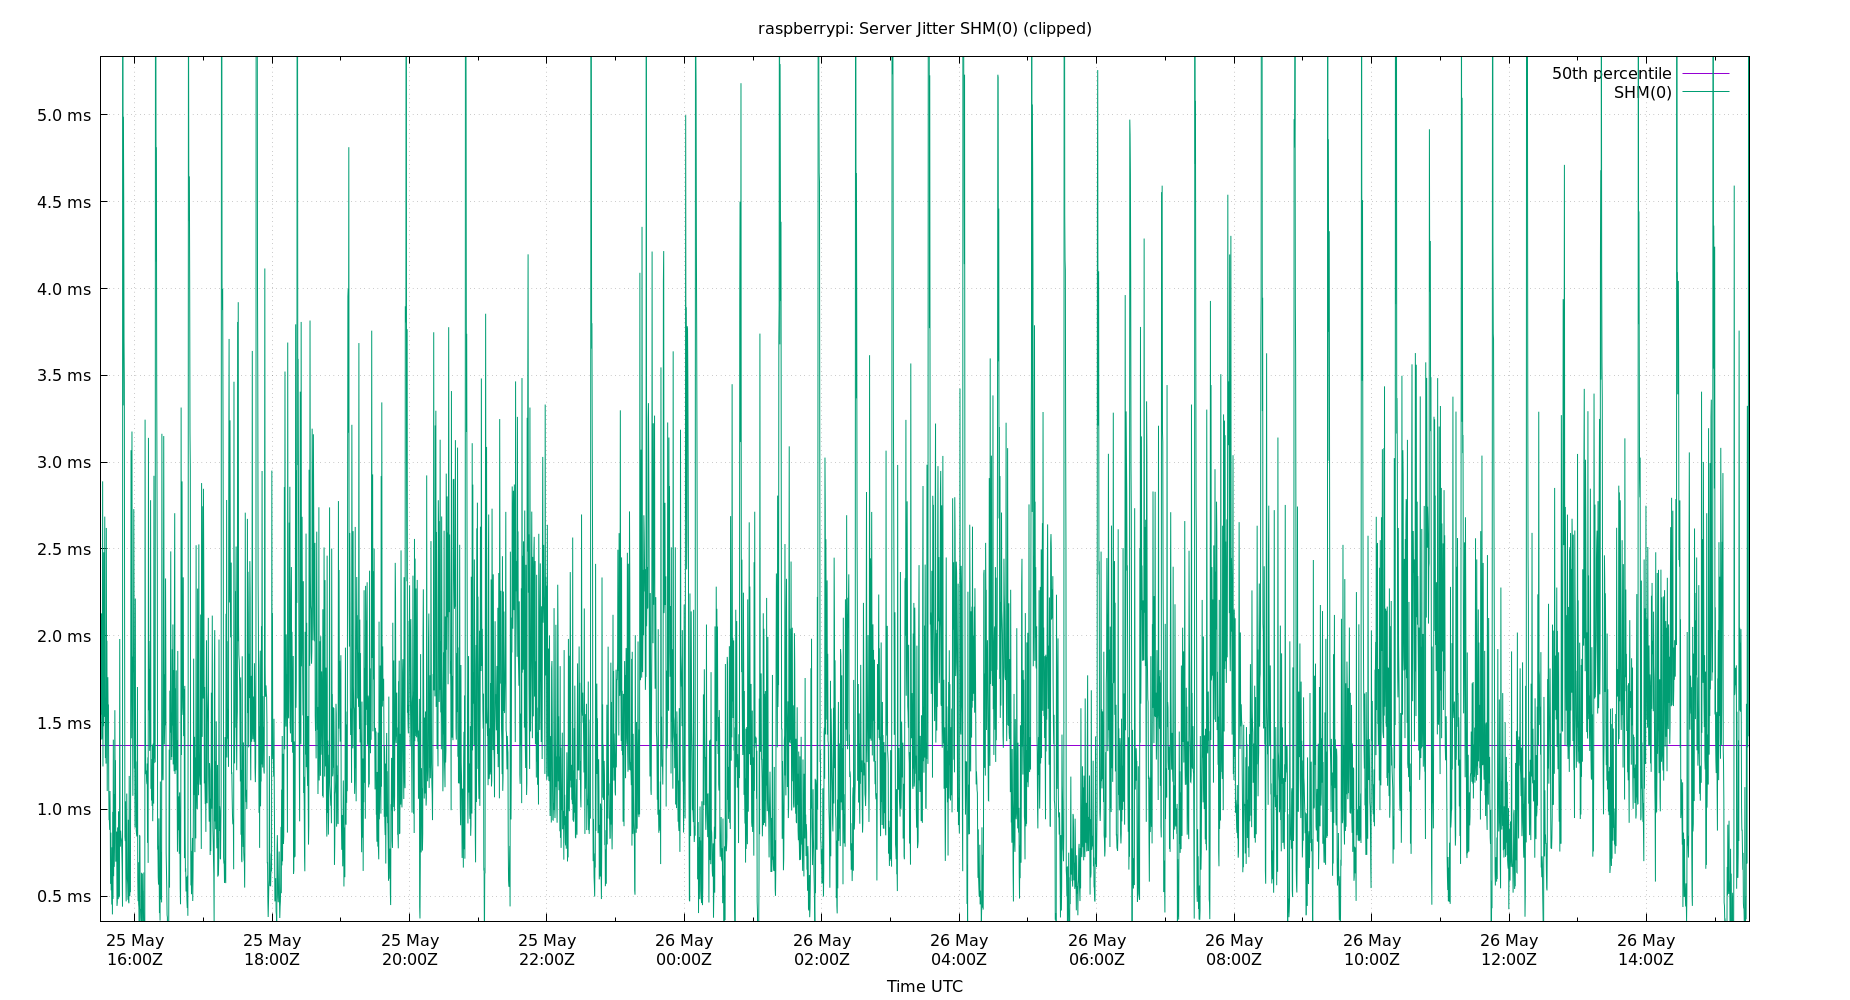 raspberrypi: Server Jitter SHM(0) (clipped)
50th percentile
SHM(0)
5.0 ms
4.5 ms
4.0 ms
3.5 ms
3.0 ms
2.5 ms
2.0 ms
1.5 ms
1.0 ms
0.5 ms
25 May 25 May 25 May 25 May 26 May 26 May 26 May 26 May 26 May 26 May 26 May 26 May
16:00Z 18:00Z 20:00Z 22:00Z 00:00Z 02:00Z 04:00Z 06:00Z 08:00Z 10:00Z 12:00Z 14:00Z
Time UTC